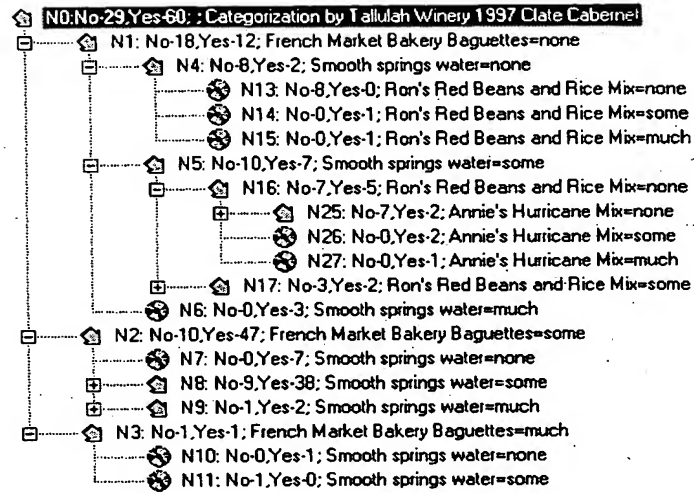 N0:No-29,Yes-60; ; Categorization by Tallulah Winery 1997 Clate Cabernet
N1: No-18,Yes-12; French Market Bakery Baguettes=none
N4: No-8,Yes-2; Smooth springs water=none
N13: No-8,Yes-0; Ron's Red Beans and Rice Mix=none
N14: No-0,Yes-1; Ron's Red Beans and Rice Mix=some
N15: No-0,Yes-1; Ron's Red Beans and Rice Mix=much
N5: No-10,Yes-7; Smooth springs water=some
N16: No-7,Yes-5; Ron's Red Beans and Rice Mix=none
N25: No-7,Yes-2; Annie's Hurricane Mix=none
N26: No-0,Yes-2; Annie's Hurricane Mix=some
N27: No-0,Yes-1; Annie's Hurricane Mix=much
N17: No-3,Yes-2; Ron's Red Beans and Rice Mix=some
N6: No-0,Yes-3; Smooth springs water=much
N2: No-10,Yes-47; French Market Bakery Baguettes=some
N7: No-0,Yes-7; Smooth springs water=none
N8: No-9,Yes-38; Smooth springs water=some
N9: No-1,Yes-2; Smooth springs water=much
N3: No-1,Yes-1; French Market Bakery Baguettes=much
N10: No-0,Yes-1; Smooth springs water=none
N11: No-1,Yes-0; Smooth springs water=some